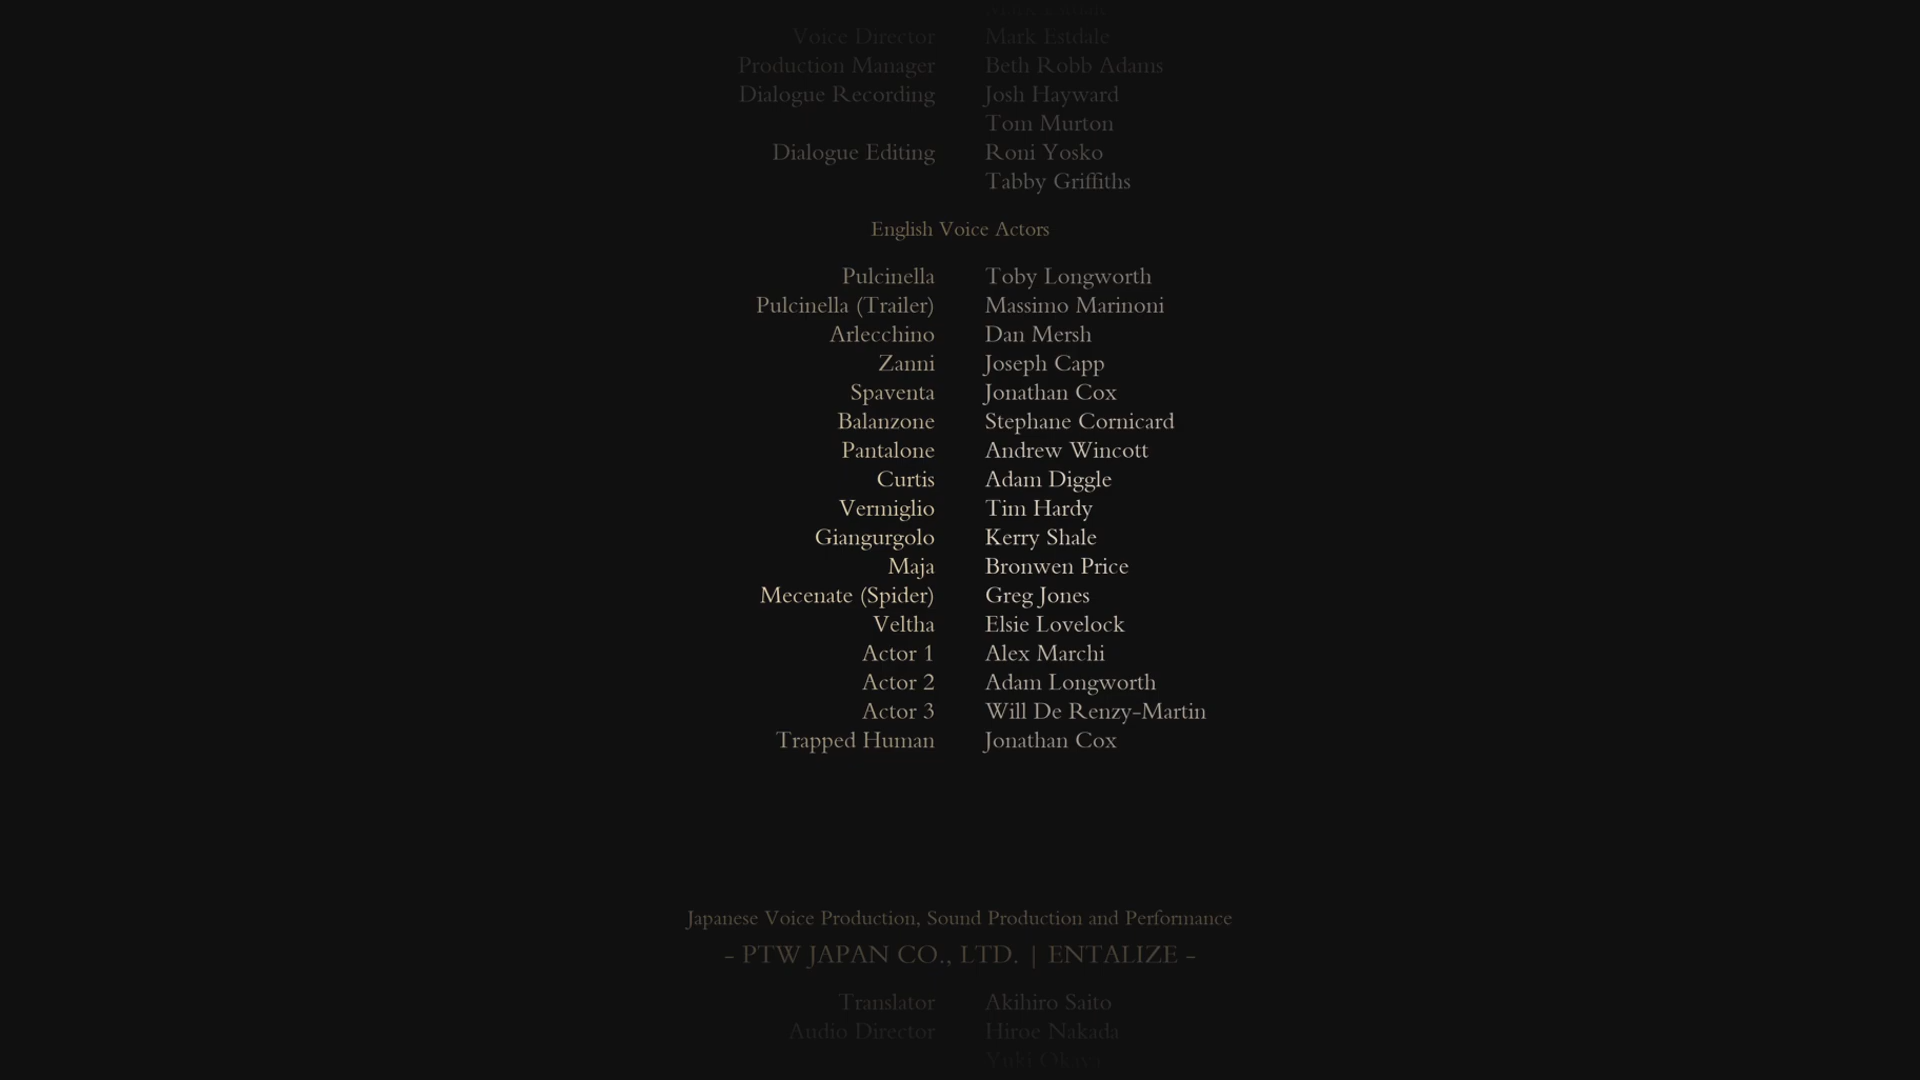 Voice Director Mark Estdale
Production Manager Beth Robb Adams
Dialogue Recording Josh Hayward
Tom Murton
Dialogue Editing Roni Yosko
Tabby Griffiths
English Voice Actors
Pulcinella Toby Longworth
Pulcinella (Trailer) Massimo Marinoni
Arlecchino Dan Mersh
Zanni Joseph Capp
Spaventa Jonathan Cox
Balanzone Stephane Cornicard
Pantalone Andrew Wincott
Curtis Adam Diggle
Vermiglio Tim Hardy
Giangurgolo Kerry Shale
Maja Bronwen Price
Mecenate (Spider) Greg Jones
Veltha Elsie Lovelock
Actor 1 Alex Marchi
Actor 2 Adam Longworth
Actor 3 Will De Renzy-Martin
Trapped Human Jonathan Cox
Japanese Voice Production, Sound Production and Performance
- PTW JAPAN CO., LTD. | ENTALIZE -
Translator Akihiro Saito
Audio Director Hiroe Nakada
Yuki Okaya